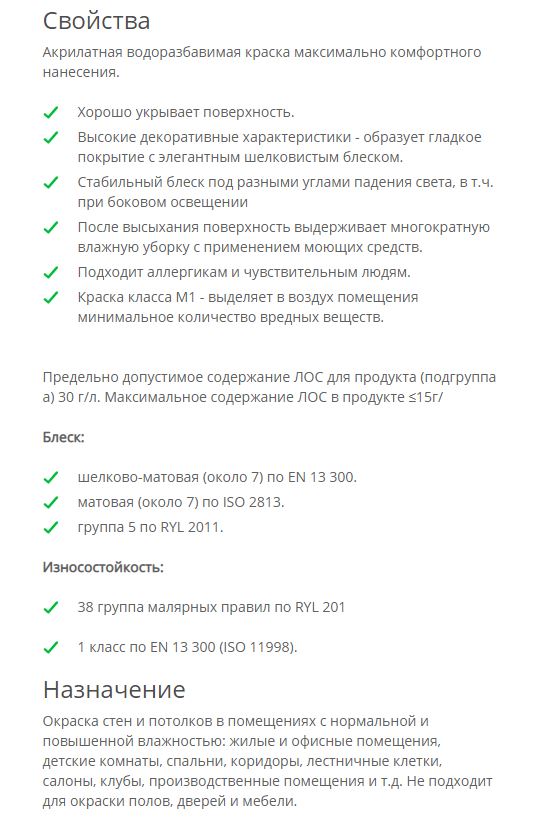 Свойства
Акрилатная водоразбавимая краска максимально комфортного
нанесения.
Хорошо укрывает поверхность.
Высокие декоративные характеристики - образует гладкое
покрытие с элегантным шелковистым блеском.
Стабильный блеск под разными углами падения света, в т.ч.
при боковом освещении
После высыхания поверхность выдерживает многократную
влажную уборку с применением моющих средств.
Подходит аллергикам и чувствительным людям.
Краска класса М1 - выделяет в воздух помещения
минимальное количество вредных веществ.
Предельно допустимое содержание ЛОС для продукта (подгруппа
а) 30 г/л. Максимальное содержание ЛОС в продукте ≤15г/
Блеск:
шелково-матовая (около 7) по EN 13 300.
матовая (около 7) по ISO 2813.
группа 5 по RYL 2011.
Износостойкость:
38 группа малярных правил по RYL 201
1 класс по EN 13 300 (ISO 11998).
Назначение
Окраска стен и потолков в помещениях с нормальной и
повышенной влажностью: жилые и офисные помещения,
детские комнаты, спальни, коридоры, лестничные клетки,
салоны, клубы, производственные помещения и т.д. Не подходит
для окраски полов, дверей и мебели.